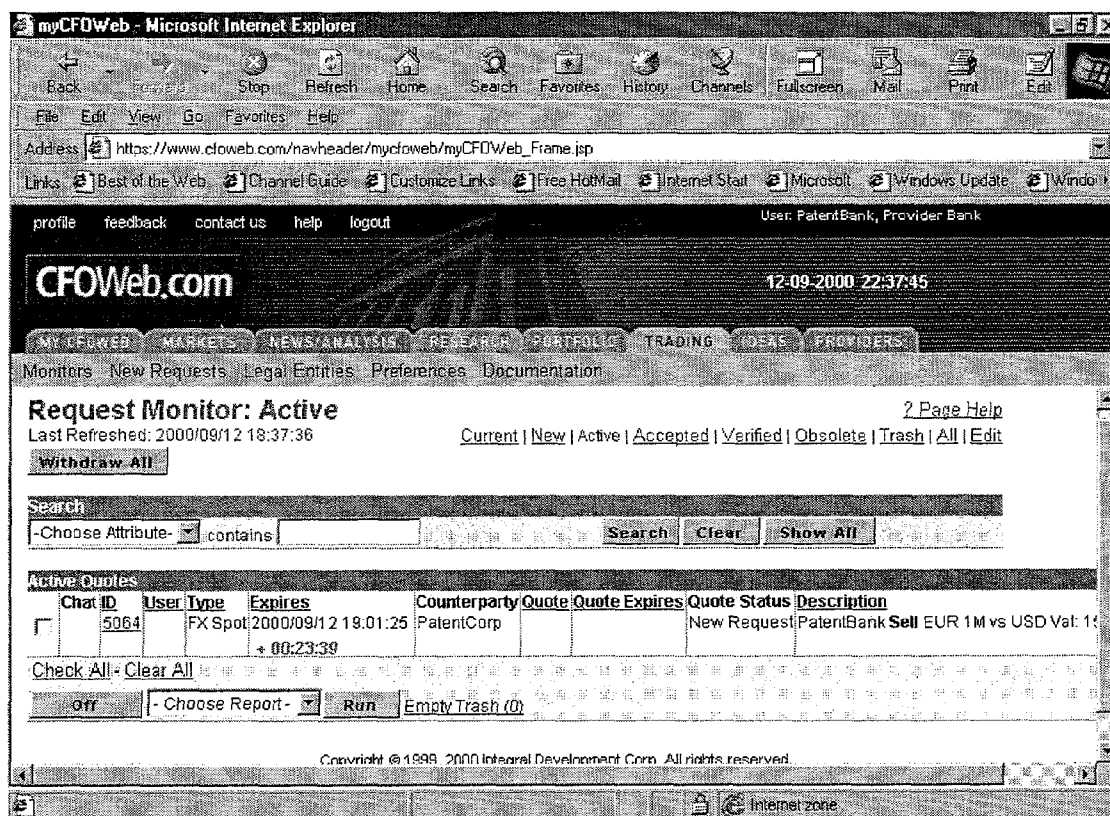 myCFOWeb - Microsoft Internet Explorer
Back Stop Refresh Home Search Favorites History Channels Fullscreen Mail Print Edit
File Edit View Go Favorites Help
Address https://www.cfoweb.com/navheader/mycfoweb/myCFOWeb_Frame.jsp
Links Best of the Web Channel Guide Customize Links Free HotMail Internet Start Microsoft Windows Update Windo
profile feedback contact us help logout User: PatentBank, Provider Bank
CFOWeb.com 12-09-2000 22:37:45
MY CFOWEB MARKETS NEWS/ANALYSIS RESEARCH PORTFOLIO TRADING IDEAS PROVIDERS
Monitors New Requests Legal Entities Preferences Documentation
Request Monitor: Active ? Page Help
Last Refreshed: 2000/09/12 18:37:36 Current | New | Active | Accepted | Verified | Obsolete | Trash | All | Edit
Withdraw All
Search
-Choose Attribute- contains Search Clear Show All
Active Quotes
Chat ID User Type Expires Counterparty Quote Quote Expires Quote Status Description
5064 FX Spot 2000/09/12 19:01:25 PatentCorp New Request PatentBank Sell EUR 1M vs USD Val: 15
+ 00:23:39
Check All - Clear All
Off - Choose Report - Run Empty Trash (0)
Copyright © 1999, 2000 Integral Development Corp. All rights reserved.
Internet zone